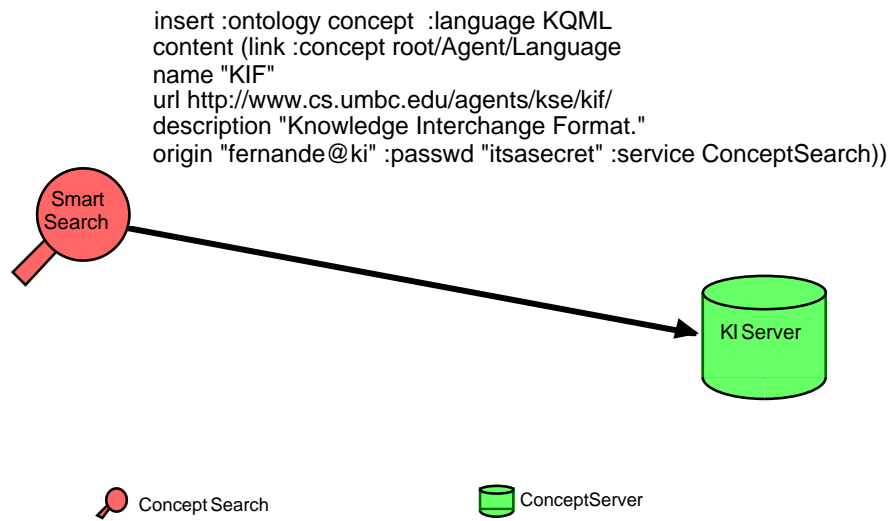 insert :ontology concept :language KQML
content (link :concept root/Agent/Language
name "KIF"
url http://www.cs.umbc.edu/agents/kse/kif/
description "Knowledge Interchange Format."
origin "fernande@ki" :passwd "itsasecret" :service ConceptSearch))
Smart
Search
KI Server
Concept Search
ConceptServer